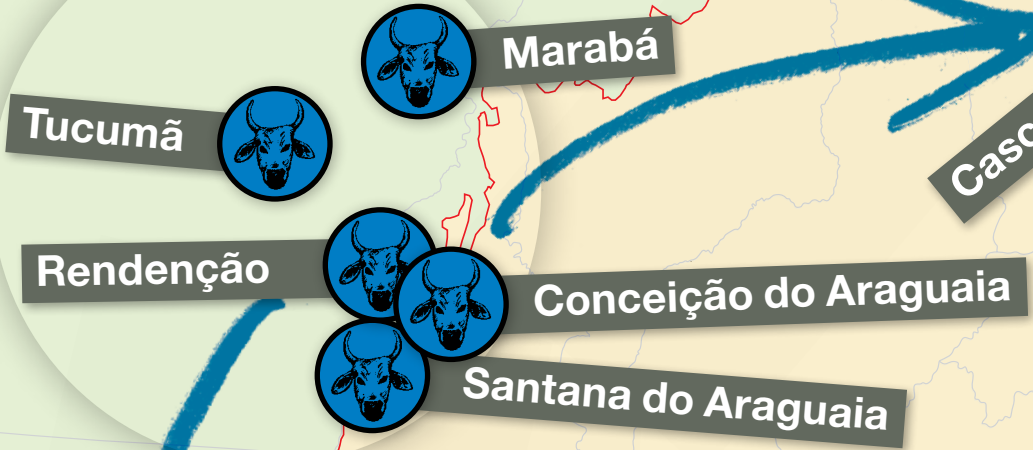 Marabá
Tucumã
Rendenção
Conceição do Araguaia
Santana do Araguaia